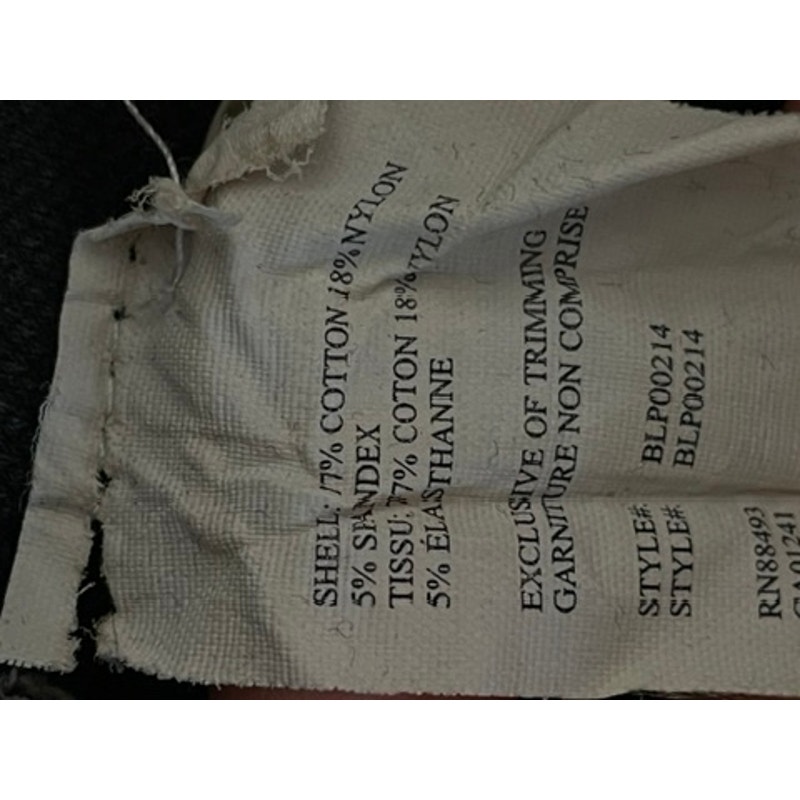 SHELL: 77% COTTON 18% NYLON
5% SPANDEX
TISSU: 77% COTON 18% NYLON
5% ÉLASTHANNE
EXCLUSIVE OF TRIMMING
GARNITURE NON COMPRISE
STYLE#: BLP00214
STYLE#: BLP00214
RN88493
CA01241